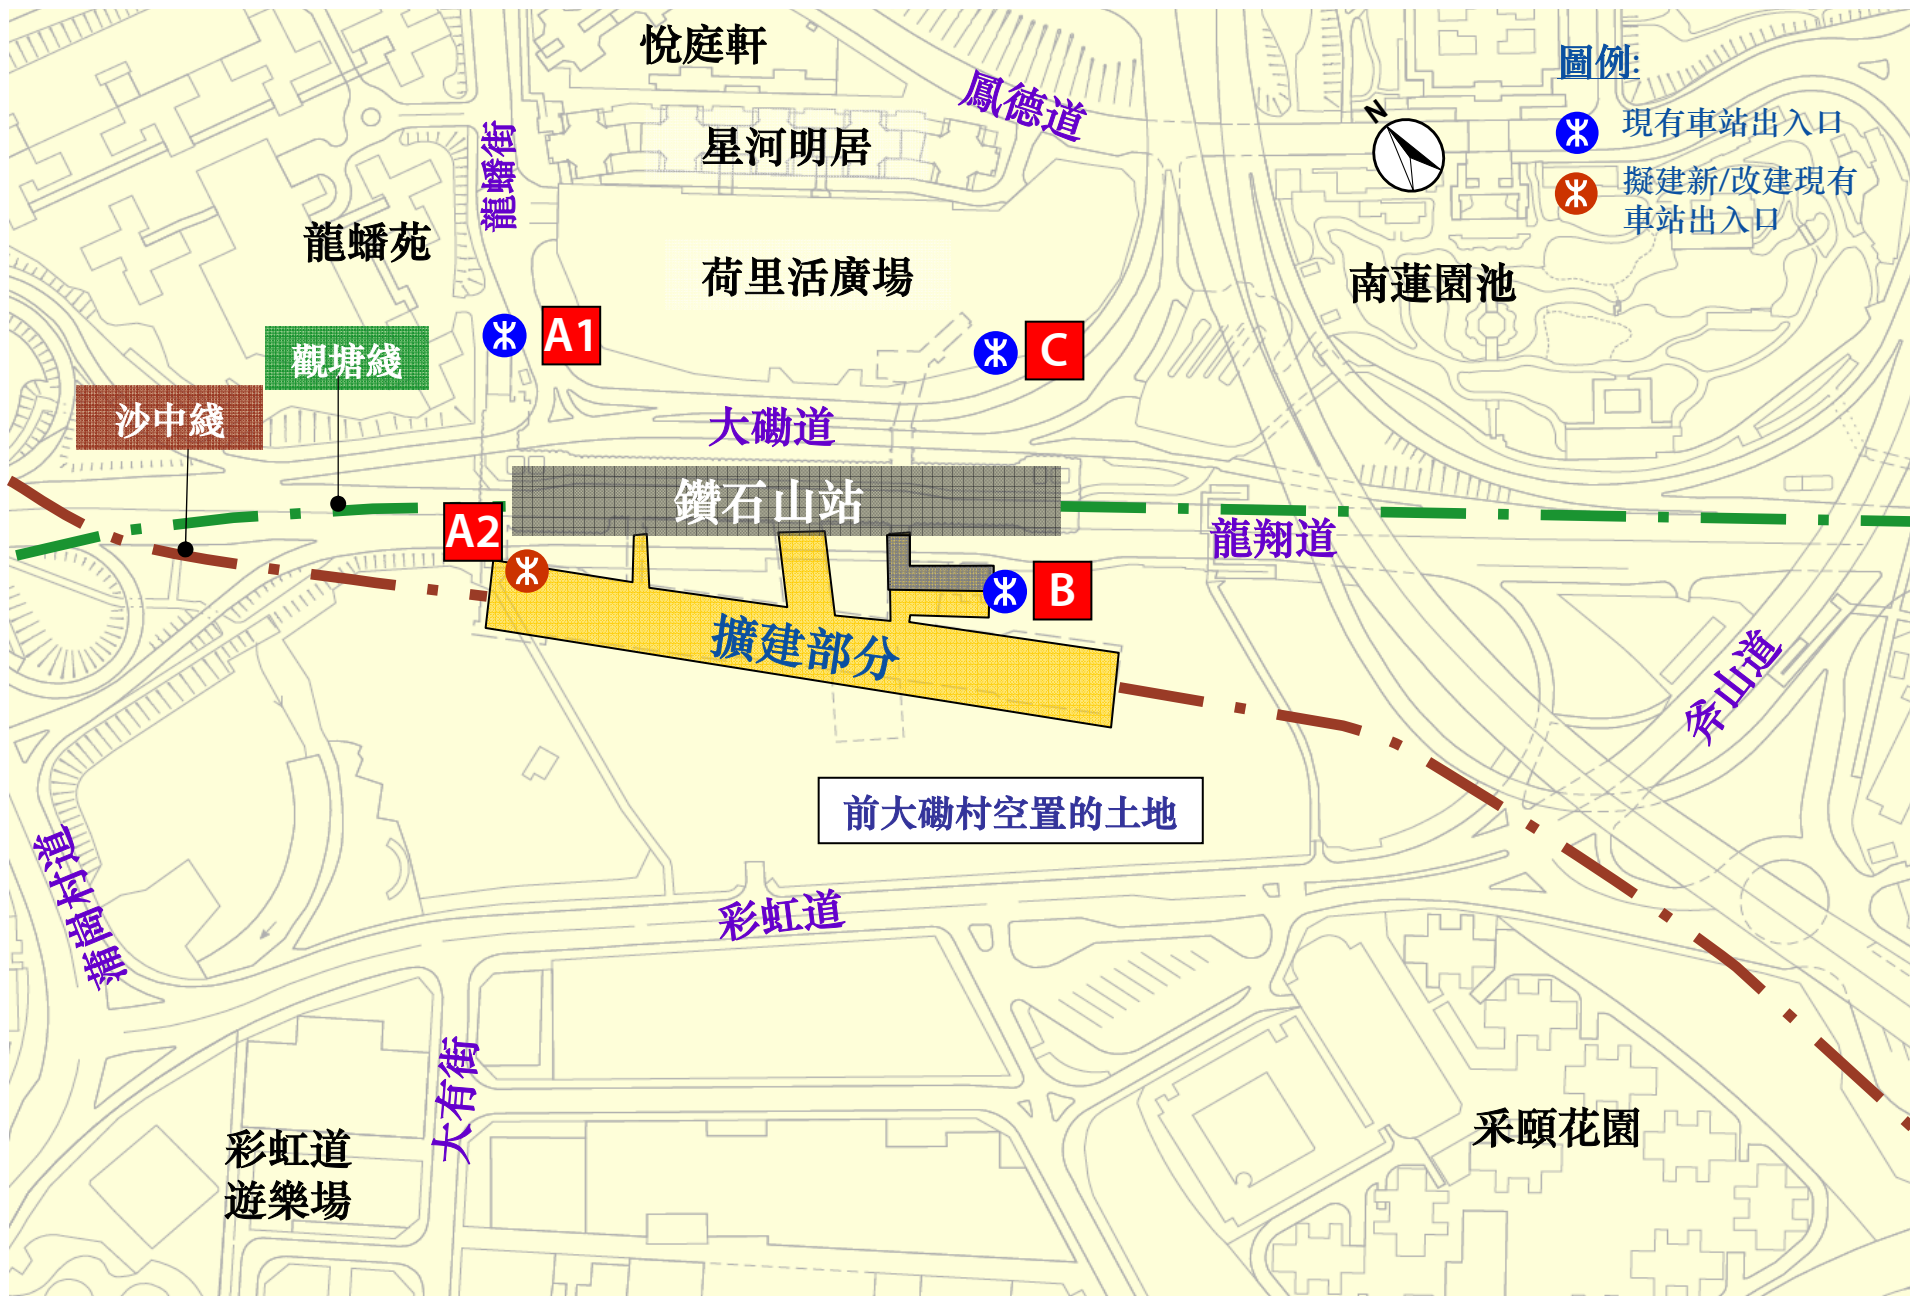 悅庭軒
圖例:
鳳德道
現有車站出入口
星河明居
龍蟠街
擬建新/改建現有
車站出入口
N
龍蟠苑
荷里活廣場
南蓮園池
A1
C
觀塘綫
沙中綫
大磡道
鑽石山站
A2
龍翔道
B
擴建部分
斧山道
前大磡村空置的土地
蒲崗村道
彩虹道
大有街
采頤花園
彩虹道
遊樂場